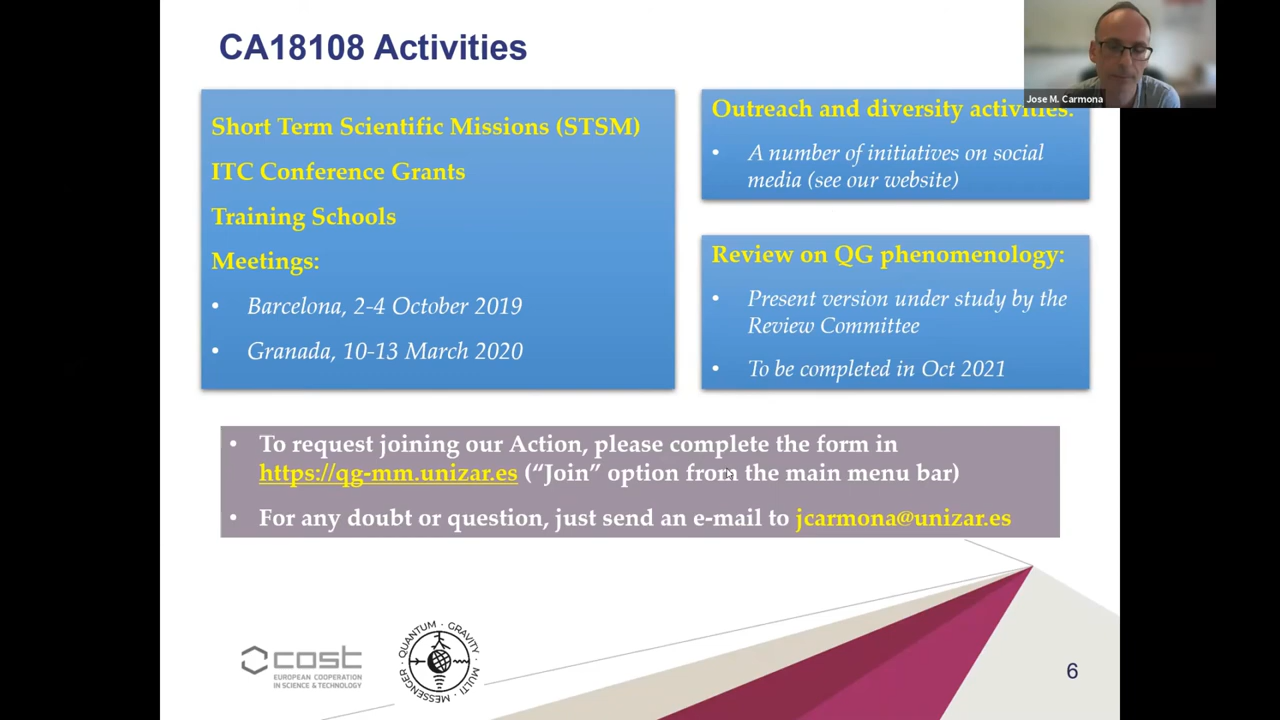 CA18108 Activities
Short Term Scientific Missions (STSM)
ITC Conference Grants
Training Schools
Meetings:
• Barcelona, 2-4 October 2019
• Granada, 10-13 March 2020
Jose M. Carmona
Outreach and diversity activities:
• A number of initiatives on social
media (see our website)
Review on QG phenomenology:
• Present version under study by the
Review Committee
• To be completed in Oct 2021
• To request joining our Action, please complete the form in
https://qg-mm.unizar.es (“Join” option from the main menu bar)
• For any doubt or question, just send an e-mail to jcarmona@unizar.es
cost
EUROPEAN COOPERATION
IN SCIENCE & TECHNOLOGY
QUANTUM · GRAVITY · MULTI · MESSENGER
6